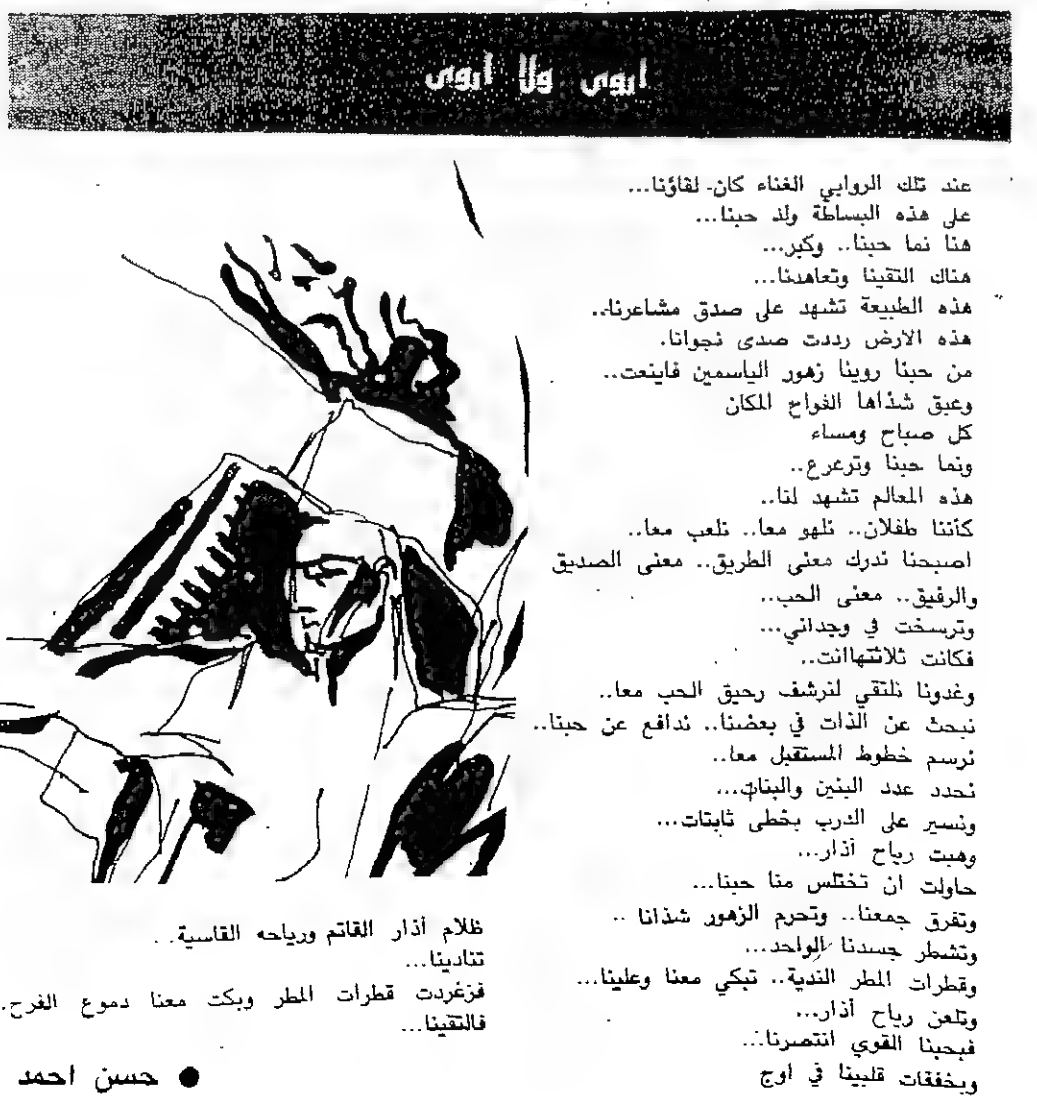 أروى ولا أروى
عند تلك الروابي الغناء كان لقاؤنا...
على هذه البساطة ولد حبنا...
هنا نما حبنا.. وكبر...
هناك التقينا وتعاهدنا...
هذه الطبيعة تشهد على صدق مشاعرنا..
هذه الارض رددت صدى نجوانا.
من حبنا روينا زهور الياسمين فاينعت..
وعبق شذاها الفواح المكان
كل صباح ومساء
ونما حبنا وترعرع..
هذه المعالم تشهد لنا..
كأننا طفلان.. نلهو معا.. نلعب معا..
اصبحنا ندرك معنى الطريق.. معنى الصديق
والرفيق.. معنى الحب..
وترسخت في وجداني...
فكانت ثلاثتهاانت..
وغدونا نلتقي لنرشف رحيق الحب معا..
نبحث عن الذات في بعضنا.. ندافع عن حبنا..
نرسم خطوط المستقبل معا..
نحدد عدد البنين والبنات...
ونسير على الدرب بخطى ثابتات...
وهبت رياح أذار...
حاولت ان تختلس منا حبنا...
وتفرق جمعنا.. وتحرم الزهور شذانا ..
وتشطر جسدنا الواحد...
وقطرات المطر الندية.. تبكي معنا وعلينا...
وتلعن رياح أذار...
فبحبنا القوي انتصرنا...
وبخفقات قلبينا في اوج
ظلام أذار القاتم ورياحه القاسية..
تنادينا...
فزغردت قطرات المطر وبكت معنا دموع الفرح.
فالتقينا...
● حسن احمد